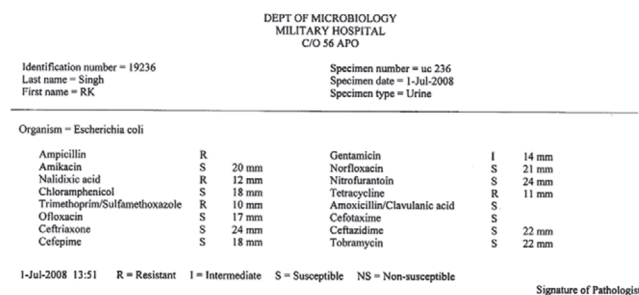 DEPT OF MICROBIOLOGY
MILITARY HOSPITAL
C/O 56 APO
Identification number = 19236 Specimen number = uc 236
Last name = Singh Specimen date = 1-Jul-2008
First name = RK Specimen type = Urine
Organism = Escherichia coli
Ampicillin R Gentamicin I 14 mm
Amikacin S 20 mm Norfloxacin S 21 mm
Nalidixic acid R 12 mm Nitrofurantoin S 24 mm
Chloramphenicol S 18 mm Tetracycline R 11 mm
Trimethoprim/Sulfamethoxazole R 10 mm Amoxicillin/Clavulanic acid S
Ofloxacin S 17 mm Cefotaxime S
Ceftriaxone S 24 mm Ceftazidime S 22 mm
Cefepime S 18 mm Tobramycin S 22 mm
1-Jul-2008 13:51 R = Resistant I = Intermediate S = Susceptible NS = Non-susceptible
Signature of Pathologis